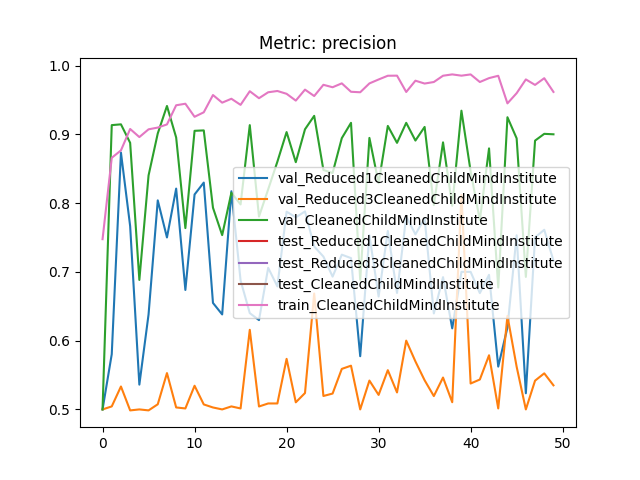 Metric: precision
1.0
0.9
0.8
0.7
0.6
0.5
val_Reduced1CleanedChildMindInstitute
val_Reduced3CleanedChildMindInstitute
val_CleanedChildMindInstitute
test_Reduced1CleanedChildMindInstitute
test_Reduced3CleanedChildMindInstitute
test_CleanedChildMindInstitute
train_CleanedChildMindInstitute
0 10 20 30 40 50